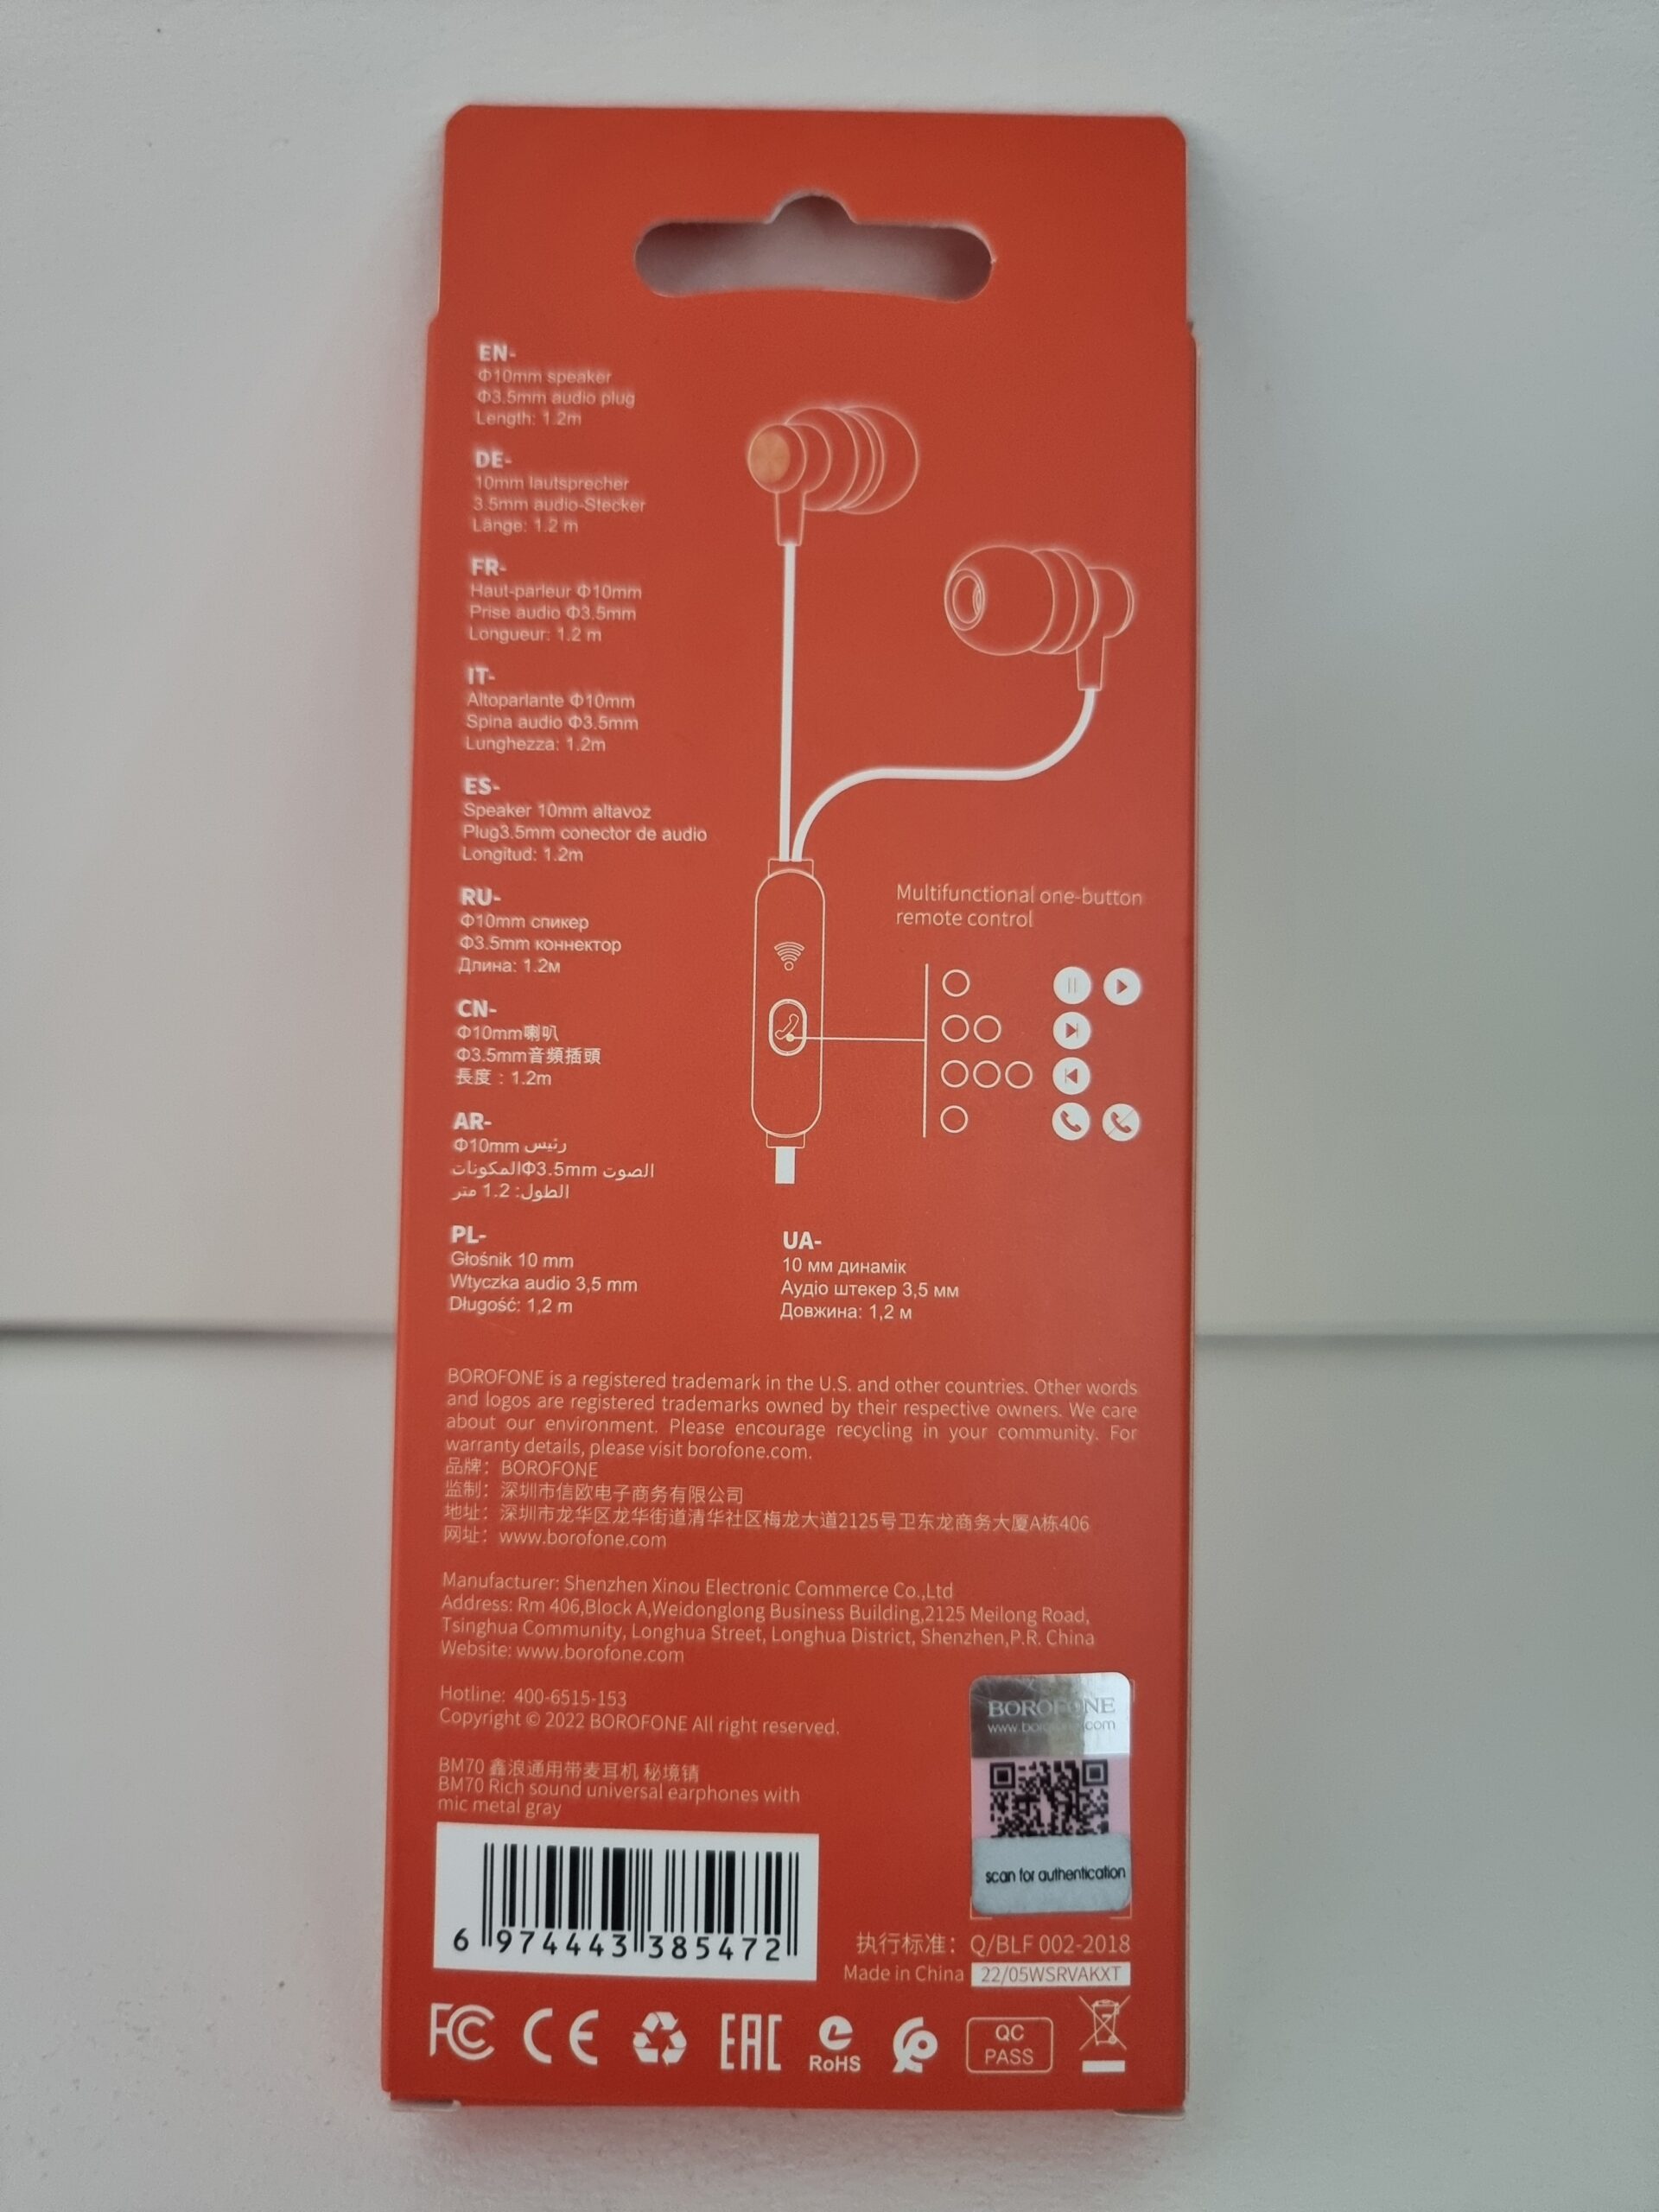 EN-
Φ10mm speaker
Φ3.5mm audio plug
Length: 1.2m
DE-
10mm lautsprecher
3.5mm audio-Stecker
Länge: 1.2 m
FR-
Haut-parleur Φ10mm
Prise audio Φ3.5mm
Longueur: 1.2 m
IT-
Altoparlante Φ10mm
Spina audio Φ3.5mm
Lunghezza: 1.2m
ES-
Speaker 10mm altavoz
Plug3.5mm conector de audio
Longitud: 1.2m
RU-
Φ10mm спикер
Φ3.5mm коннектор
Длина: 1.2м
CN-
Φ10mm喇叭
Φ3.5mm音頻插頭
長度：1.2m
AR-
Φ10mm رئيس
الصوت Φ3.5mmالمكونات
الطول: 1.2 متر
PL-
Głośnik 10 mm
Wtyczka audio 3,5 mm
Długość: 1,2 m
UA-
10 мм динамік
Аудіо штекер 3,5 мм
Довжина: 1,2 м
Multifunctional one-button
remote control
BOROFONE is a registered trademark in the U.S. and other countries. Other words
and logos are registered trademarks owned by their respective owners. We care
about our environment. Please encourage recycling in your community. For
warranty details, please visit borofone.com.
品牌：BOROFONE
监制：深圳市信欧电子商务有限公司
地址：深圳市龙华区龙华街道清华社区梅龙大道2125号卫东龙商务大厦A栋406
网址：www.borofone.com
Manufacturer: Shenzhen Xinou Electronic Commerce Co.,Ltd
Address: Rm 406,Block A,Weidonglong Business Building,2125 Meilong Road,
Tsinghua Community, Longhua Street, Longhua District, Shenzhen,P.R. China
Website: www.borofone.com
Hotline: 400-6515-153
Copyright © 2022 BOROFONE All right reserved.
BM70 鑫浪通用带麦耳机 秘境锖
BM70 Rich sound universal earphones with
mic metal gray
6 974443 385472
BOROFONE
www.borofone.com
scan for authentication
执行标准：Q/BLF 002-2018
Made in China 22/05WSRVAKXT
FC CE EAC RoHS
QC
PASS